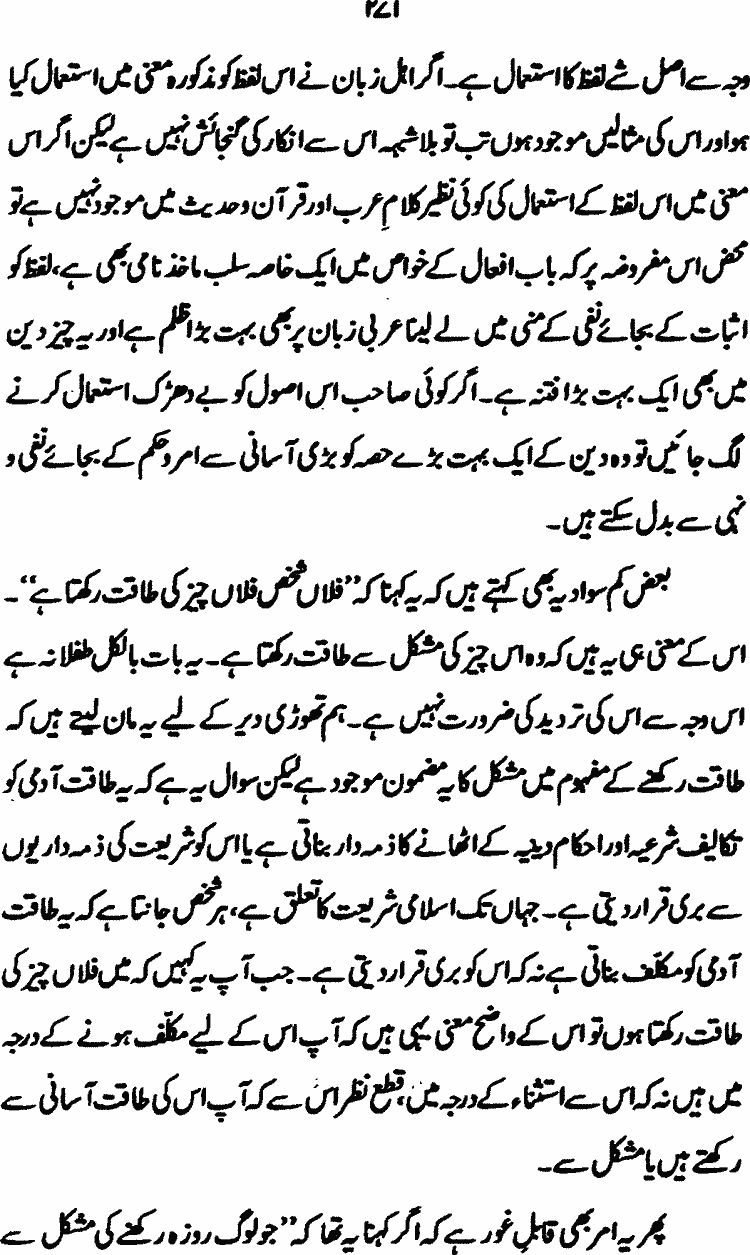 ۲۷۱
وجہ سے اصل شے لفظ کا استعمال ہے۔ اگر اہل زبان نے اس لفظ کو مذکورہ معنی میں استعمال کیا
ہو اور اس کی مثالیں موجود ہوں تب تو بلا شبہہ اس سے انکار کی گنجائش نہیں ہے لیکن اگر اس
معنی میں اس لفظ کے استعمال کی کوئی نظیر کلامِ عرب اور قرآن و حدیث میں موجود نہیں ہے تو
محض اس مفروضہ پر کہ باب افعال کے خواص میں ایک خاصہ سلب ماخذ نامی بھی ہے، لفظ کو
اثبات کے بجائے نفی کے معنی میں لے لینا عربی زبان پر بھی بہت بڑا ظلم ہے اور یہ چیز دین
میں بھی ایک بہت بڑا فتنہ ہے۔ اگر کوئی صاحب اس اصول کو بے دھڑک استعمال کرنے
لگ جائیں تو وہ دین کے ایک بہت بڑے حصہ کو بڑی آسانی سے امر و حکم کے بجائے نفی و
نہی سے بدل سکتے ہیں۔
بعض کم سواد یہ بھی کہتے ہیں کہ یہ کہنا کہ ”فلاں شخص فلاں چیز کی طاقت رکھتا ہے“۔
اس کے معنی ہی یہ ہیں کہ وہ اس چیز کی مشکل سے طاقت رکھتا ہے۔ یہ بات بالکل طفلانہ ہے
اس وجہ سے اس کی تردید کی ضرورت نہیں ہے۔ ہم تھوڑی دیر کے لیے یہ مان لیتے ہیں کہ
طاقت رکھنے کے مفہوم میں مشکل کا یہ مضمون موجود ہے لیکن سوال یہ ہے کہ یہ طاقت آدمی کو
تکالیف شرعیہ اور احکام دینیہ کے اٹھانے کا ذمہ دار بناتی ہے یا اس کو شریعت کی ذمہ داریوں
سے بری قرار دیتی ہے۔ جہاں تک اسلامی شریعت کا تعلق ہے، ہر شخص جانتا ہے کہ یہ طاقت
آدمی کو مکلّف بناتی ہے نہ کہ اس کو بری قرار دیتی ہے۔ جب آپ یہ کہیں کہ میں فلاں چیز کی
طاقت رکھتا ہوں تو اس کے واضح معنی یہی ہیں کہ آپ اس کے لیے مکلّف ہونے کے درجہ
میں ہیں نہ کہ اس سے استثناء کے درجہ میں، قطع نظر اس سے کہ آپ اس کی طاقت آسانی سے
رکھتے ہیں یا مشکل سے۔
پھر یہ امر بھی قابلِ غور ہے کہ اگر کہنا یہ تھا کہ ”جو لوگ روزہ رکھنے کی مشکل سے